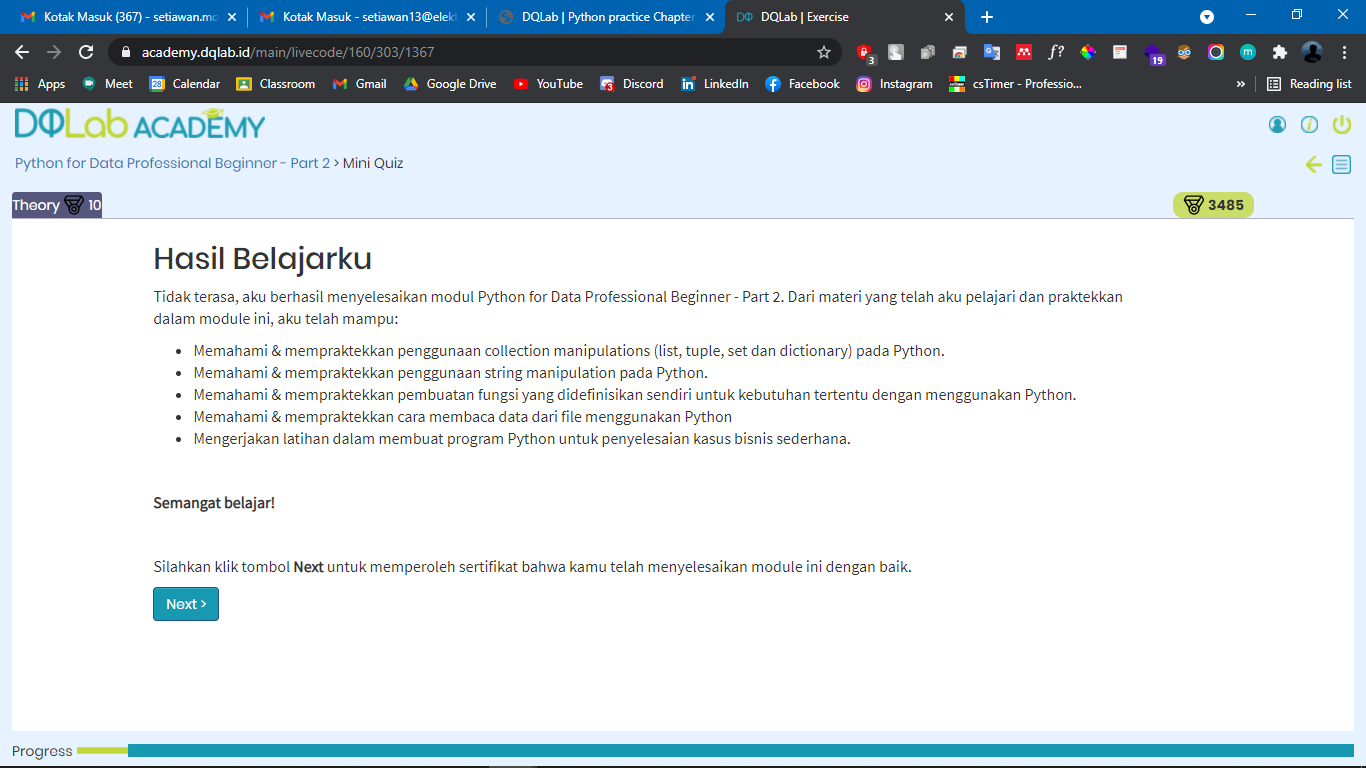 Kotak Masuk (367) - setiawan.mo
Kotak Masuk - setiawan13@elekt
DQLab | Python practice Chapter
DQLab | Exercise
academy.dqlab.id/main/livecode/160/303/1367
3
f?
19
m
Apps
Meet
28
Calendar
Classroom
Gmail
Google Drive
YouTube
3
Discord
LinkedIn
Facebook
Instagram
csTimer - Professio...
»
Reading list
DQLab ACADEMY
Python for Data Professional Beginner - Part 2 > Mini Quiz
Theory 10
3485
Hasil Belajarku
Tidak terasa, aku berhasil menyelesaikan modul Python for Data Professional Beginner - Part 2. Dari materi yang telah aku pelajari dan praktekkan
dalam module ini, aku telah mampu:
• Memahami & mempraktekkan penggunaan collection manipulations (list, tuple, set dan dictionary) pada Python.
• Memahami & mempraktekkan penggunaan string manipulation pada Python.
• Memahami & mempraktekkan pembuatan fungsi yang didefinisikan sendiri untuk kebutuhan tertentu dengan menggunakan Python.
• Memahami & mempraktekkan cara membaca data dari file menggunakan Python
• Mengerjakan latihan dalam membuat program Python untuk penyelesaian kasus bisnis sederhana.
Semangat belajar!
Silahkan klik tombol Next untuk memperoleh sertifikat bahwa kamu telah menyelesaikan module ini dengan baik.
Next >
Progress